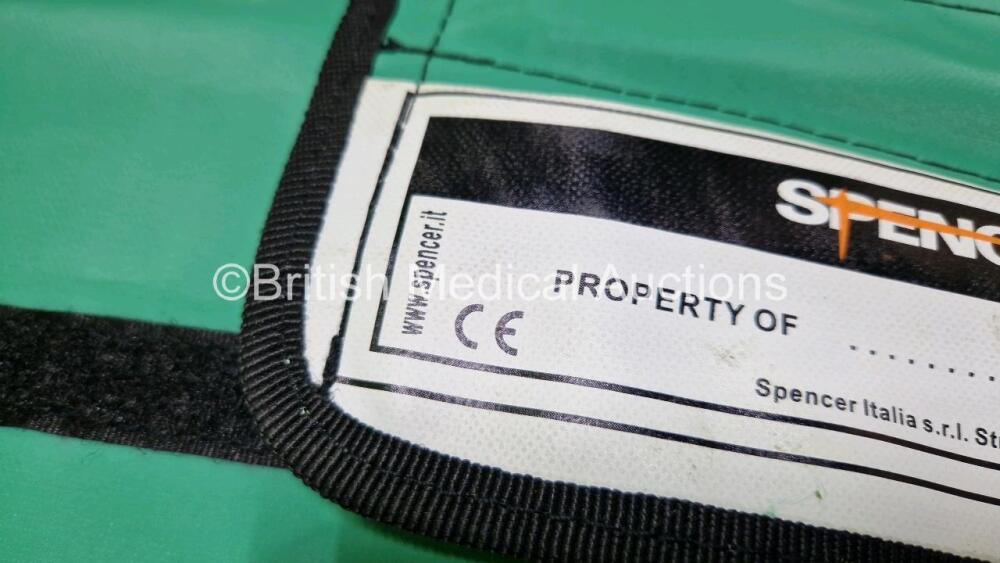 SPENC
www.spencer.it
©British Medical Auctions
PROPERTY OF ........
CE
Spencer Italia s.r.l. Str